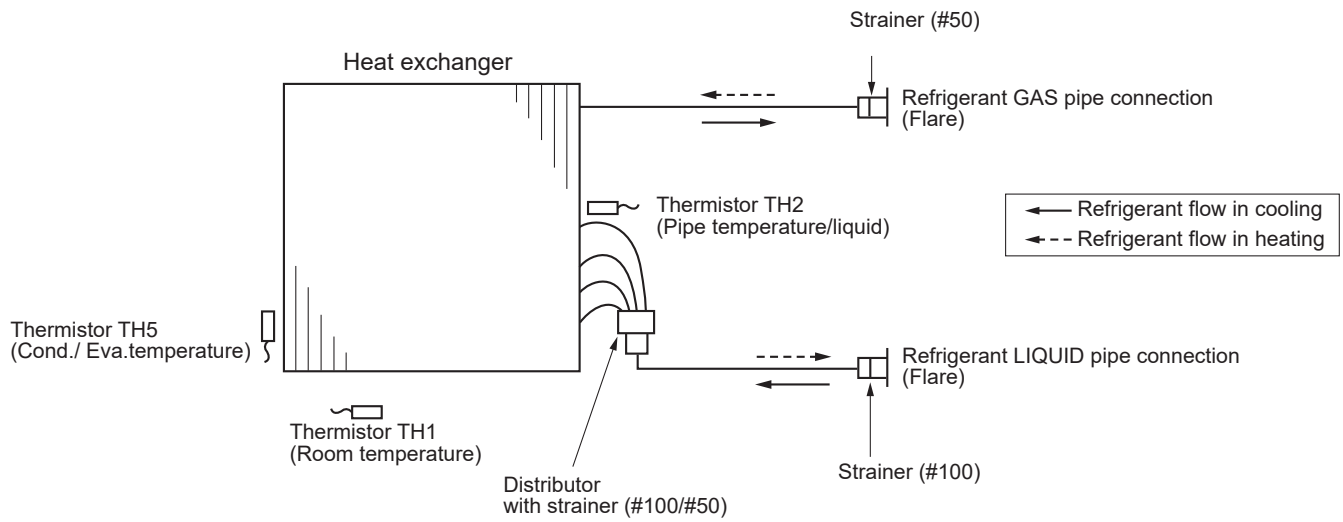 Strainer (#50)
Heat exchanger
Refrigerant GAS pipe connection
(Flare)
Thermistor TH2
(Pipe temperature/liquid)
Refrigerant flow in cooling
Refrigerant flow in heating
Thermistor TH5
(Cond./ Eva.temperature)
Refrigerant LIQUID pipe connection
(Flare)
Thermistor TH1
(Room temperature)
Strainer (#100)
Distributor
with strainer (#100/#50)